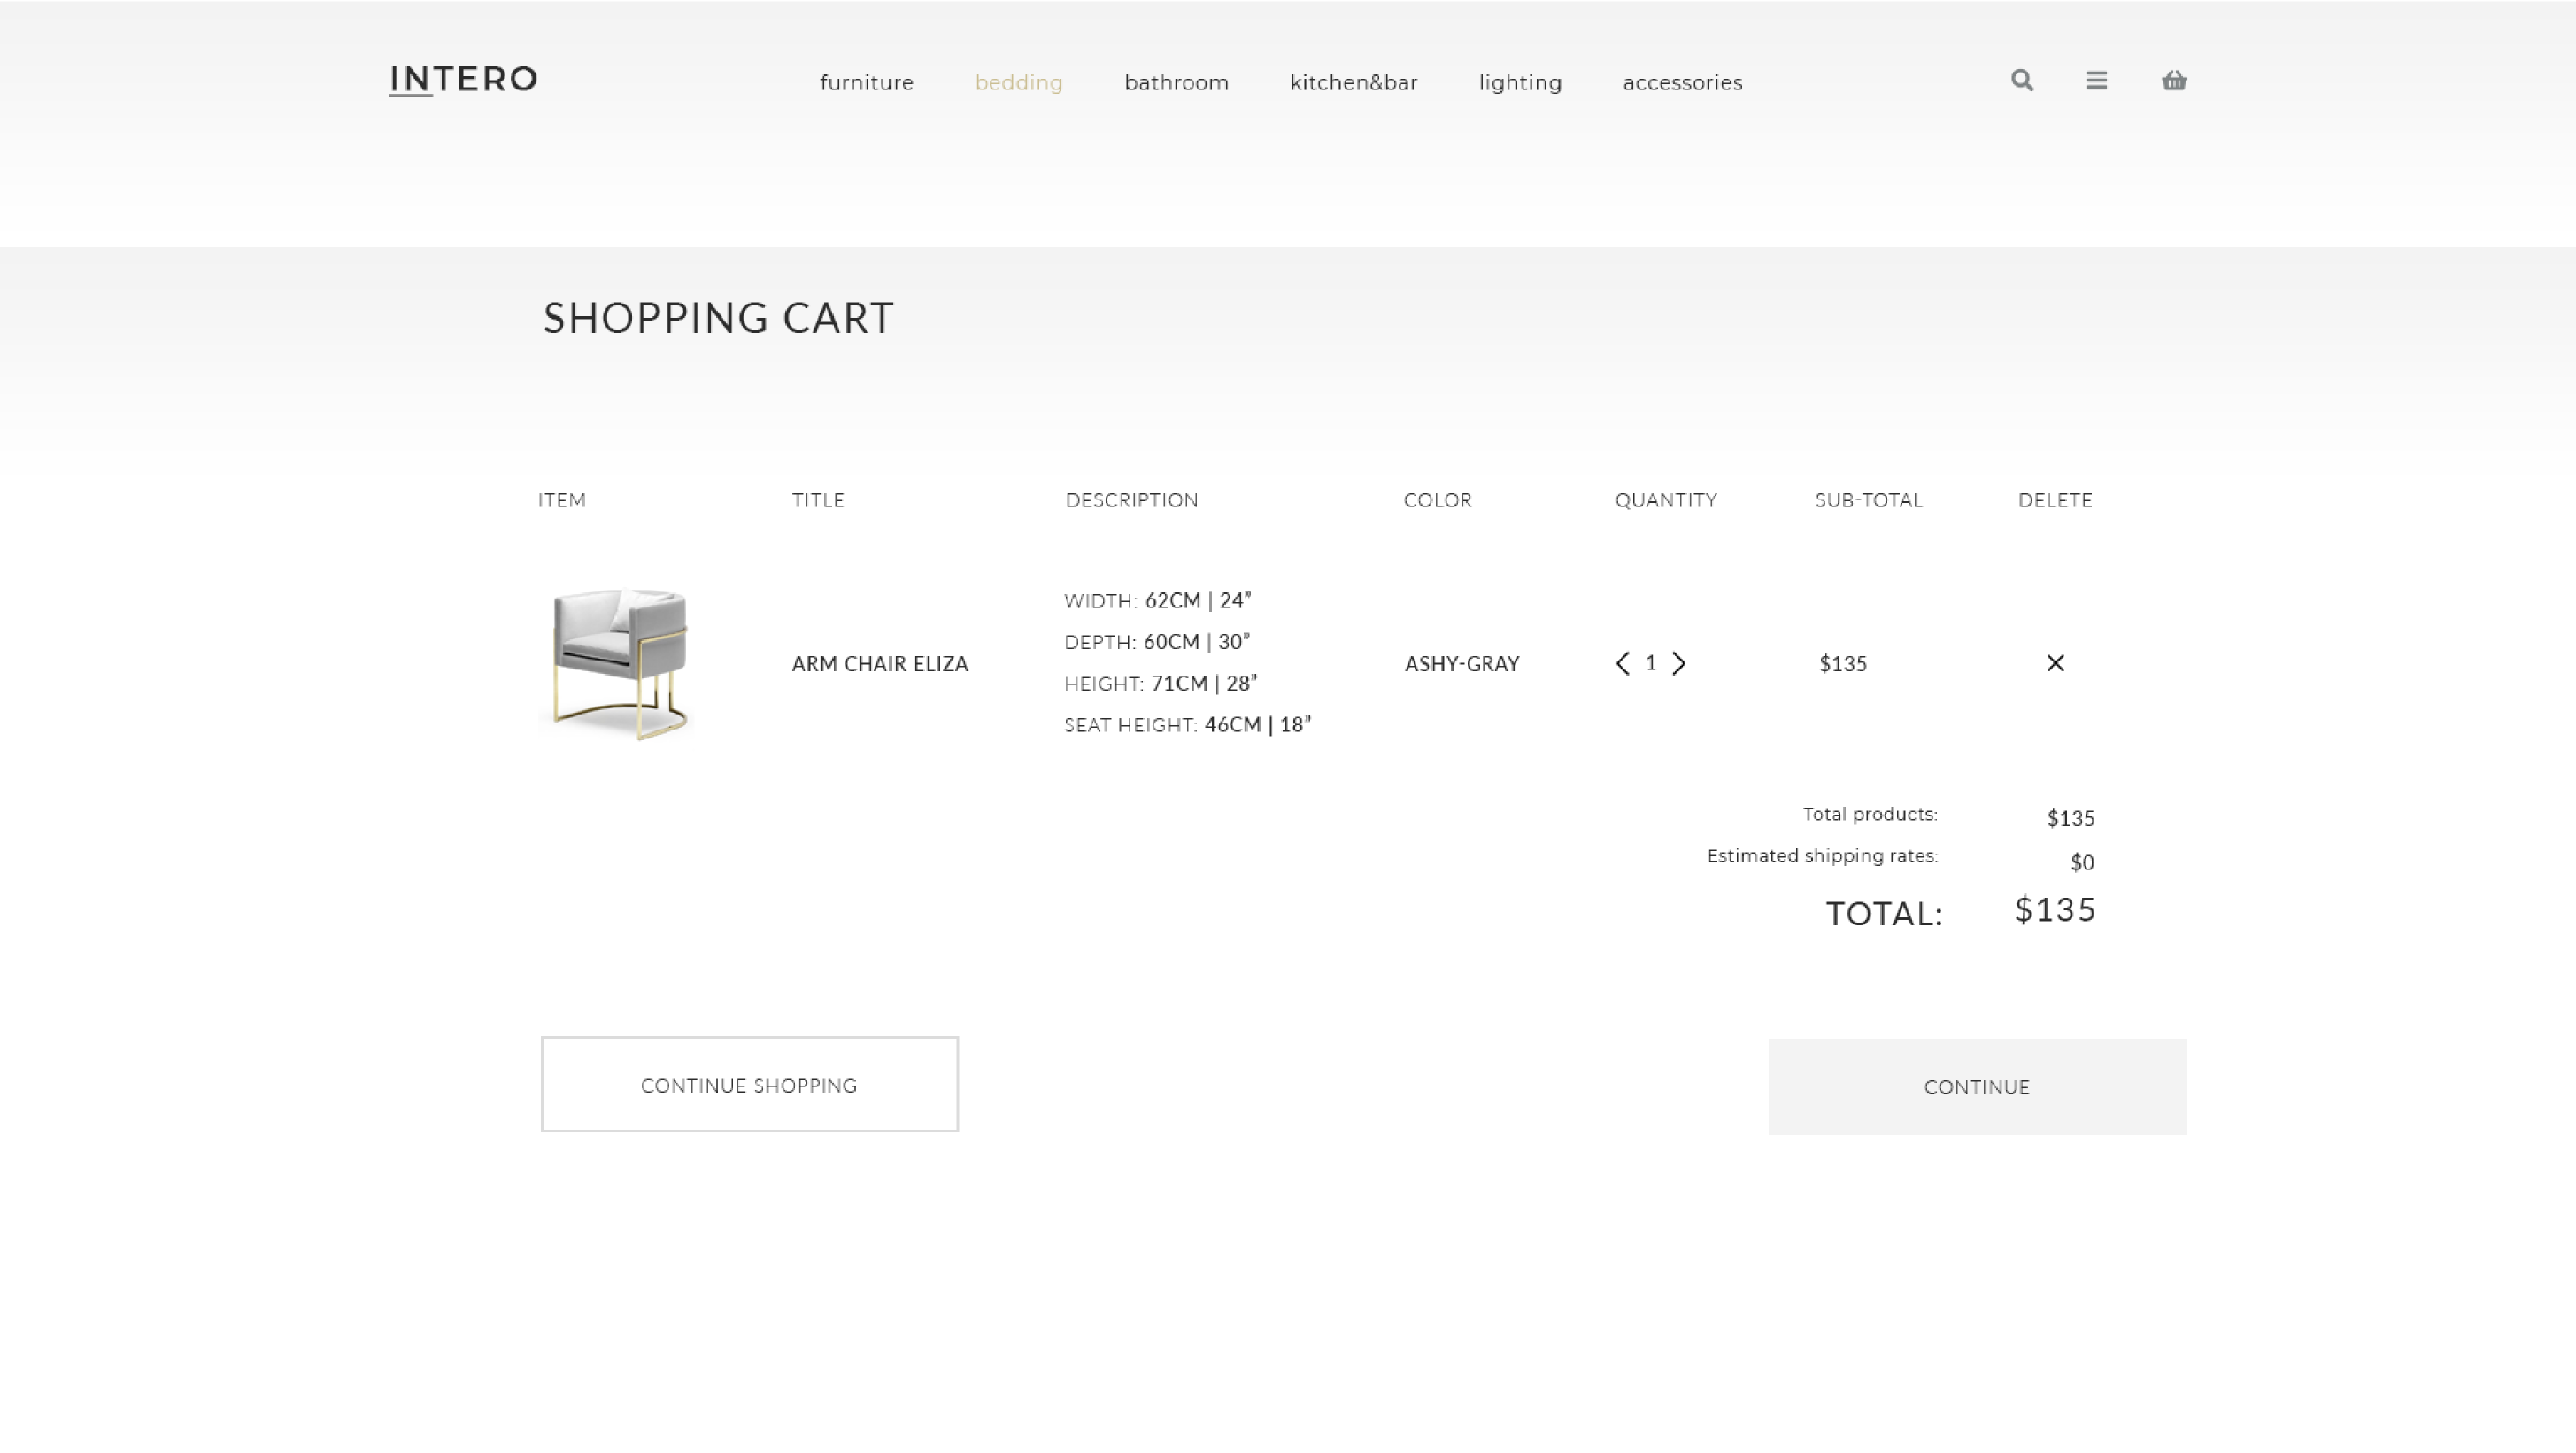 INTERO
furniture bedding bathroom kitchen&bar lighting accessories
SHOPPING CART
ITEM TITLE DESCRIPTION COLOR QUANTITY SUB-TOTAL DELETE
WIDTH: 62CM | 24”
DEPTH: 60CM | 30”
HEIGHT: 71CM | 28”
SEAT HEIGHT: 46CM | 18”
ARM CHAIR ELIZA
ASHY-GRAY
1
$135
Total products: $135
Estimated shipping rates: $0
TOTAL: $135
CONTINUE SHOPPING
CONTINUE